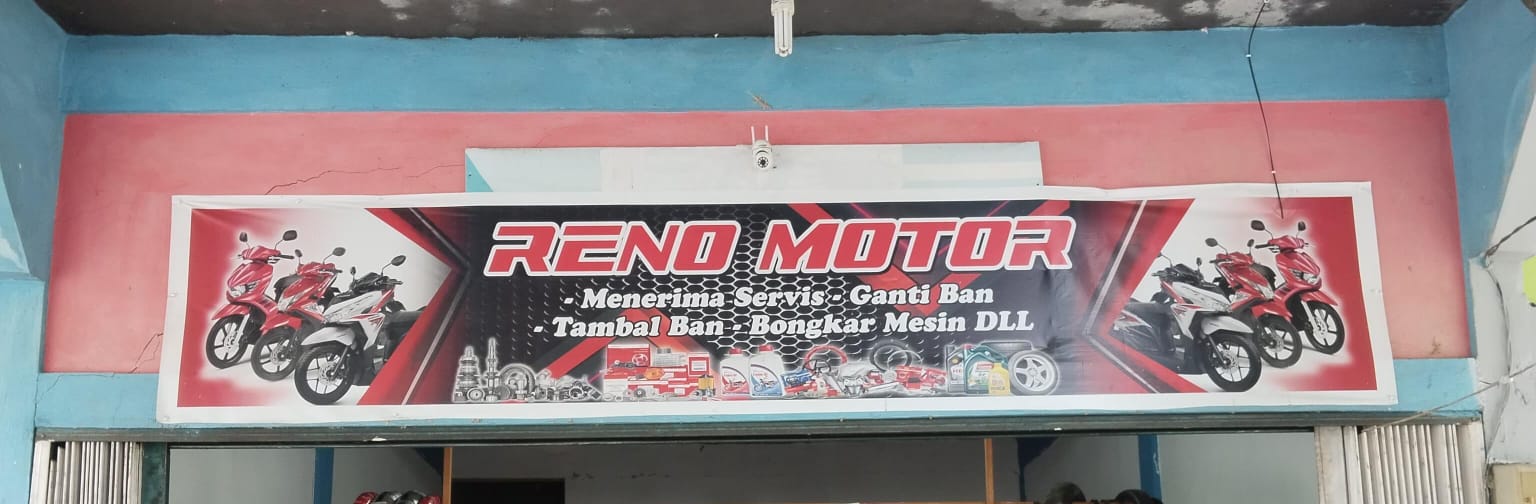 RENO MOTOR
- Menerima Servis - Ganti Ban
- Tambal Ban - Bongkar Mesin DLL